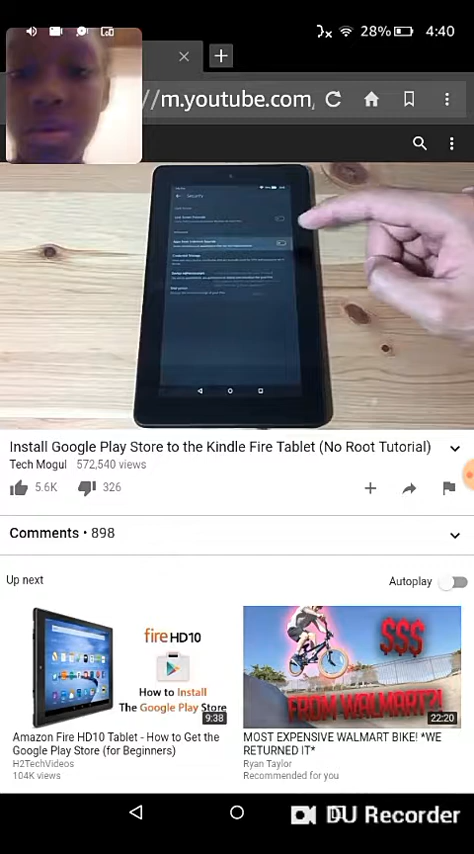 28% 4:40
//m.youtube.com,
Security
Install Google Play Store to the Kindle Fire Tablet (No Root Tutorial)
Tech Mogul 572,540 views
5.6K 326
Comments • 898
Up next
Autoplay
fire HD10
How to Install
The Google Play Store
9:38
$$$
FROM WALMART?!
22:20
Amazon Fire HD10 Tablet - How to Get the
Google Play Store (for Beginners)
H2TechVideos
104K views
MOST EXPENSIVE WALMART BIKE! *WE
RETURNED IT*
Ryan Taylor
Recommended for you
DU Recorder